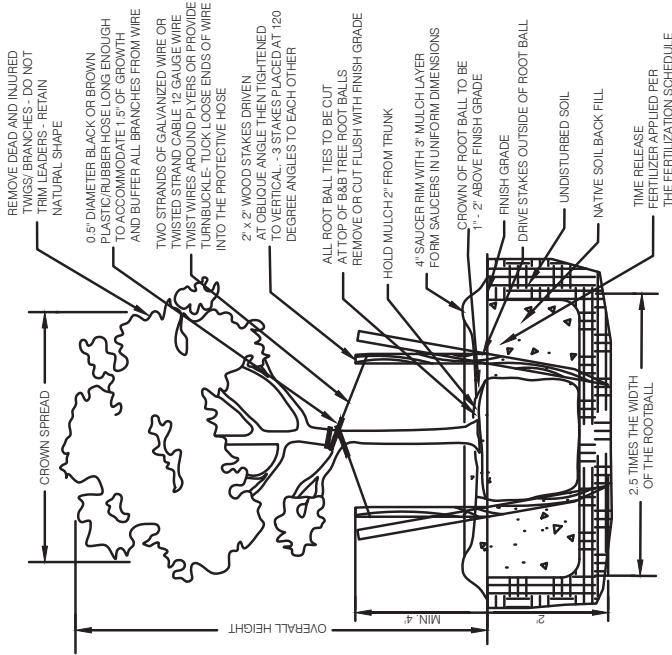 REMOVE DEAD AND INJURED
TWIGS/ BRANCHES - DO NOT
TRIM LEADERS - RETAIN
NATURAL SHAPE
0.5" DIAMETER BLACK OR BROWN
PLASTIC/RUBBER HOSE LONG ENOUGH
TO ACCOMMODATE 1.5" OF GROWTH
AND BUFFER ALL BRANCHES FROM WIRE
TWO STRANDS OF GALVANIZED WIRE OR
TWISTED STRAND CABLE 12 GAUGE WIRE
TWIST WIRES AROUND PLYERS OR PROVIDE
TURNBUCKLE- TUCK LOOSE ENDS OF WIRE
INTO THE PROTECTIVE HOSE
2" x 2" WOOD STAKES DRIVEN
AT OBLIQUE ANGLE THEN TIGHTENED
TO VERTICAL. - 3 STAKES PLACED AT 120
DEGREE ANGLES TO EACH OTHER
ALL ROOT BALL TIES TO BE CUT
AT TOP OF B&B TREE ROOT BALLS
REMOVE OR CUT FLUSH WITH FINISH GRADE
HOLD MULCH 2" FROM TRUNK
4" SAUCER RIM WITH 3" MULCH LAYER
FORM SAUCERS IN UNIFORM DIMENSIONS
CROWN OF ROOT BALL TO BE
1" - 2" ABOVE FINISH GRADE
FINISH GRADE
DRIVE STAKES OUTSIDE OF ROOT BALL
UNDISTURBED SOIL
NATIVE SOIL BACK FILL
TIME RELEASE
FERTILIZER APPLIED PER
THE FERTILIZATION SCHEDULE
CROWN SPREAD
OVERALL HEIGHT
MIN. 4'
2'
2.5 TIMES THE WIDTH
OF THE ROOTBALL